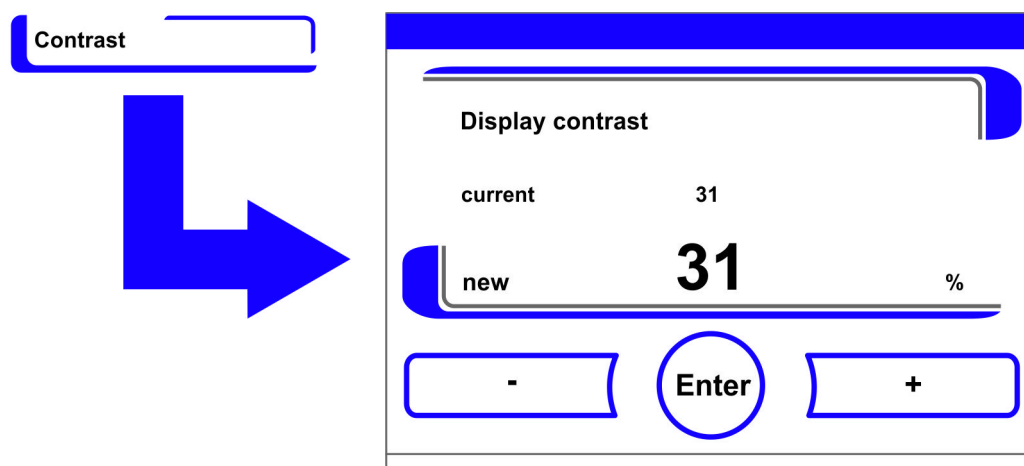 Contrast
Display contrast
current 31
new 31 %
- Enter +